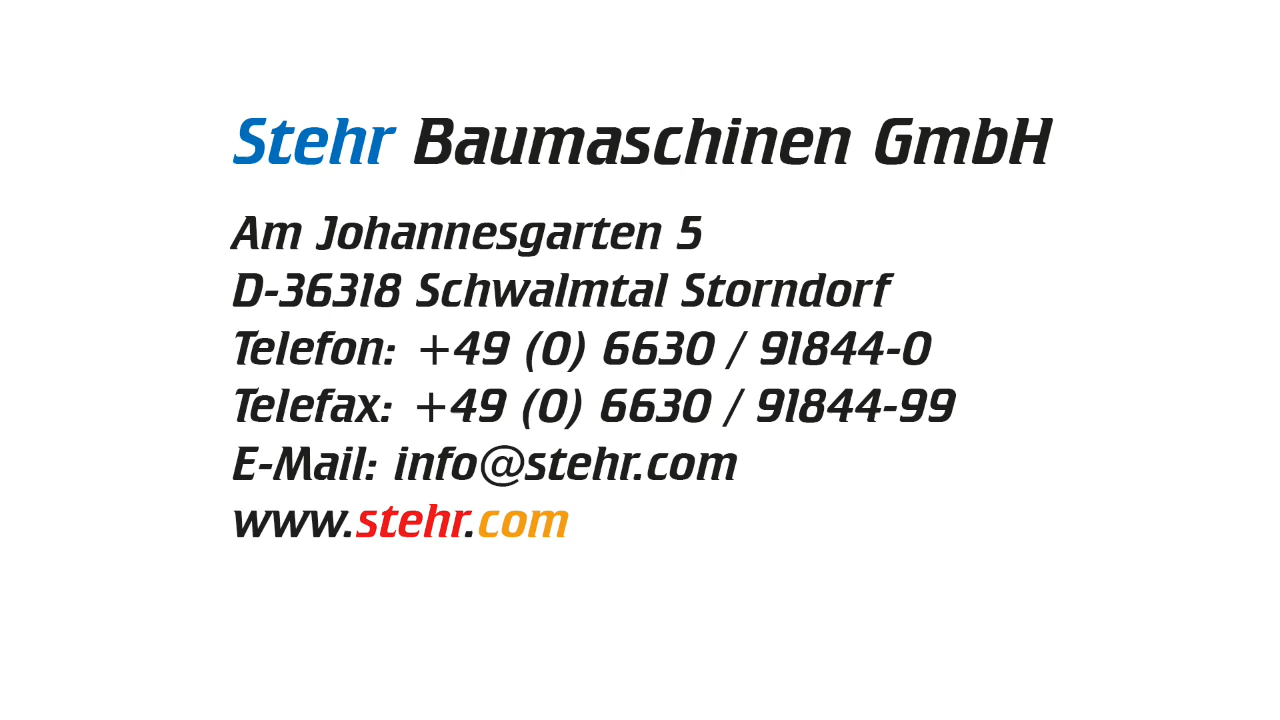 Stehr Baumaschinen GmbH
Am Johannesgarten 5
D-36318 Schwalmtal Storndorf
Telefon: +49 (0) 6630 / 91844-0
Telefax: +49 (0) 6630 / 91844-99
E-Mail: info@stehr.com
www.stehr.com